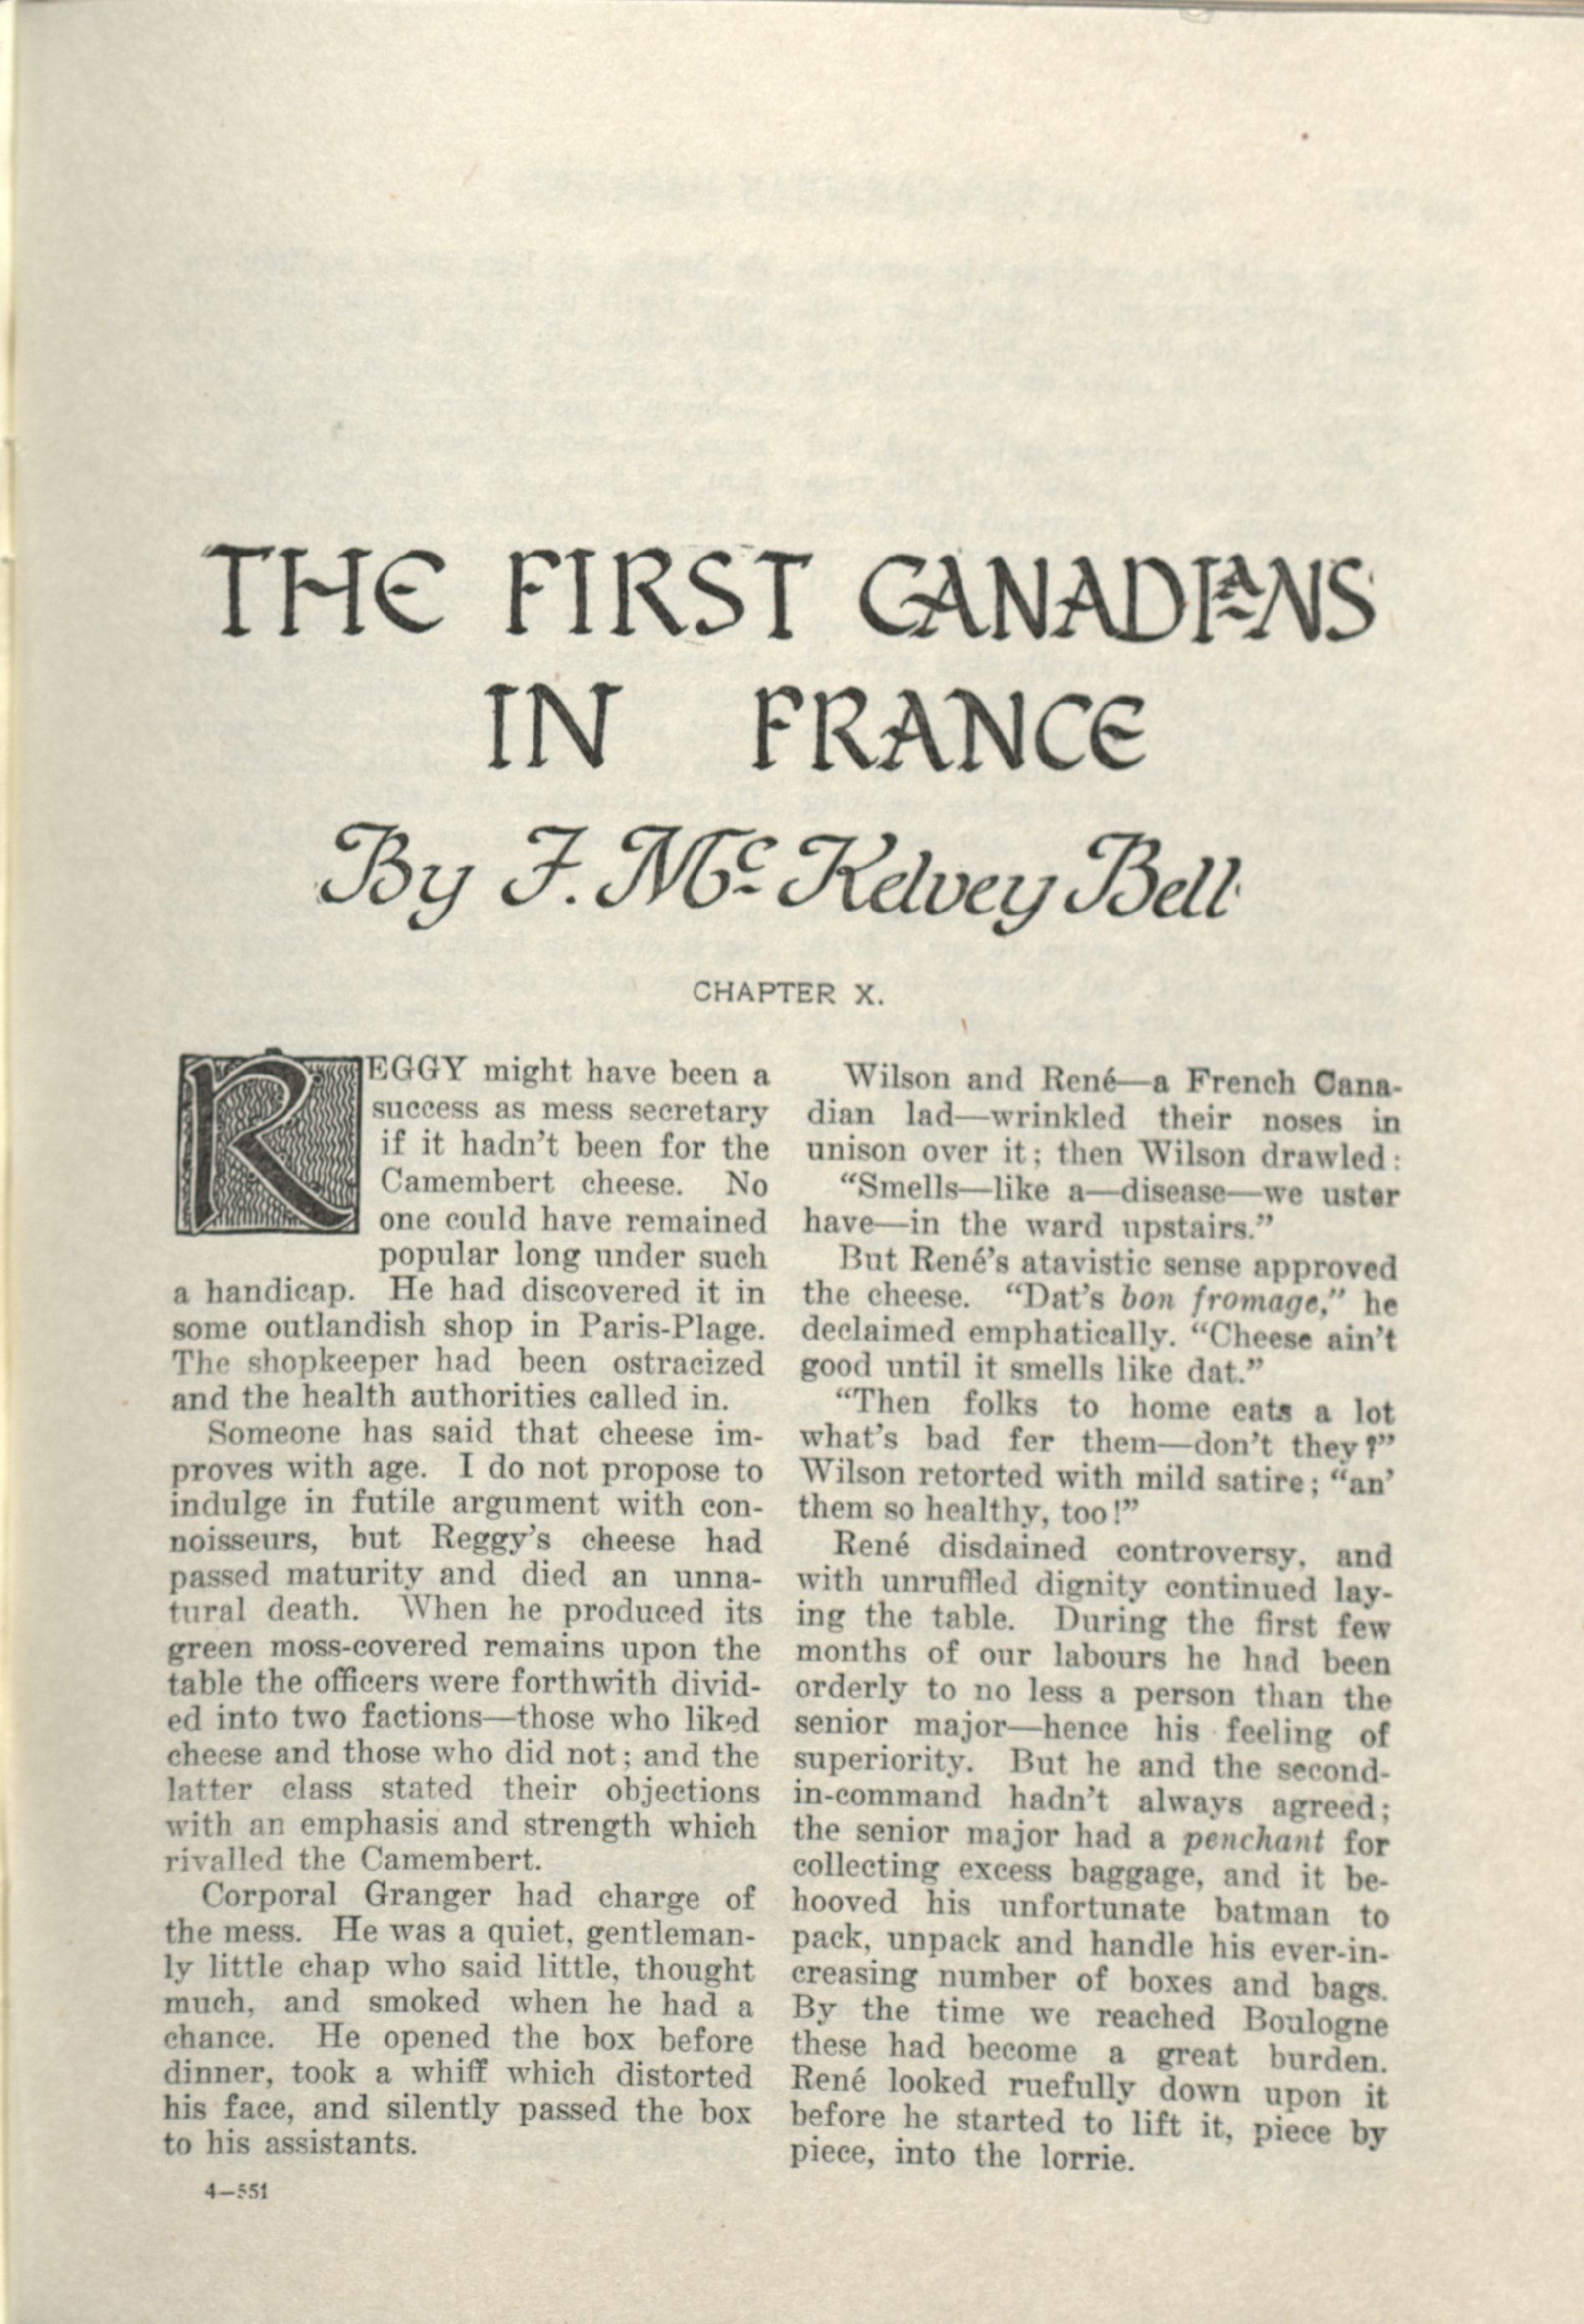 THE FIRST CANADIANS
IN FRANCE
By F. Mc Kelvey Bell
CHAPTER X.
REGGY might have been a
success as mess secretary
if it hadn't been for the
Camembert cheese. No
one could have remained
popular long under such
a handicap. He had discovered it in
some outlandish shop in Paris-Plage.
The shopkeeper had been ostracized
and the health authorities called in.
Someone has said that cheese im-
proves with age. I do not propose to
indulge in futile argument with con-
noisseurs, but Reggy's cheese had
passed maturity and died an unna-
tural death. When he produced its
green moss-covered remains upon the
table the officers were forthwith divid-
ed into two factions—those who liked
cheese and those who did not; and the
latter class stated their objections
with an emphasis and strength which
rivalled the Camembert.
Corporal Granger had charge of
the mess. He was a quiet, gentleman-
ly little chap who said little, thought
much, and smoked when he had a
chance. He opened the box before
dinner, took a whiff which distorted
his face, and silently passed the box
to his assistants.
4—551
Wilson and René—a French Cana-
dian lad—wrinkled their noses in
unison over it; then Wilson drawled:
“Smells—like a—disease—we uster
have—in the ward upstairs.”
But René's atavistic sense approved
the cheese. “Dat's bon fromage,” he
declaimed emphatically. “Cheese ain't
good until it smells like dat.”
“Then folks to home eats a lot
what's bad fer them—don't they?”
Wilson retorted with mild satire; “an'
them so healthy, too!”
René disdained controversy, and
with unruffled dignity continued lay-
ing the table. During the first few
months of our labours he had been
orderly to no less a person than the
senior major—hence his feeling of
superiority. But he and the second-
in-command hadn't always agreed;
the senior major had a penchant for
collecting excess baggage, and it be-
hooved his unfortunate batman to
pack, unpack and handle his ever-in-
creasing number of boxes and bags.
By the time we reached Boulogne
these had become a great burden.
René looked ruefully down upon it
before he started to lift it, piece by
piece, into the lorrie.